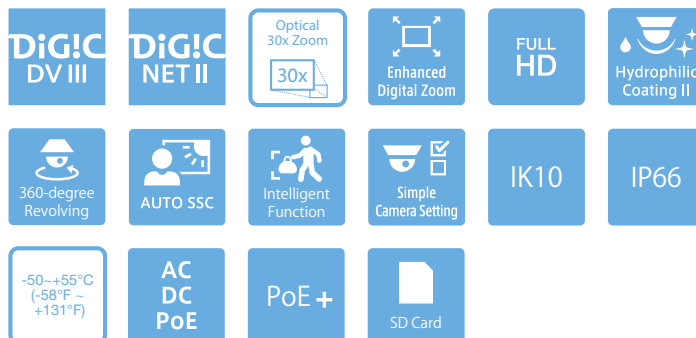 DiG!C
DV III
DiG!C
NET II
Optical
30x Zoom
30x
Enhanced
Digital Zoom
FULL
HD
Hydrophilic
Coating II
360-degree
Revolving
AUTO SSC
Intelligent
Function
Simple
Camera Setting
IK10
IP66
-50~+55°C
(-58°F ~
+131°F)
AC
DC
PoE
PoE +
SD Card